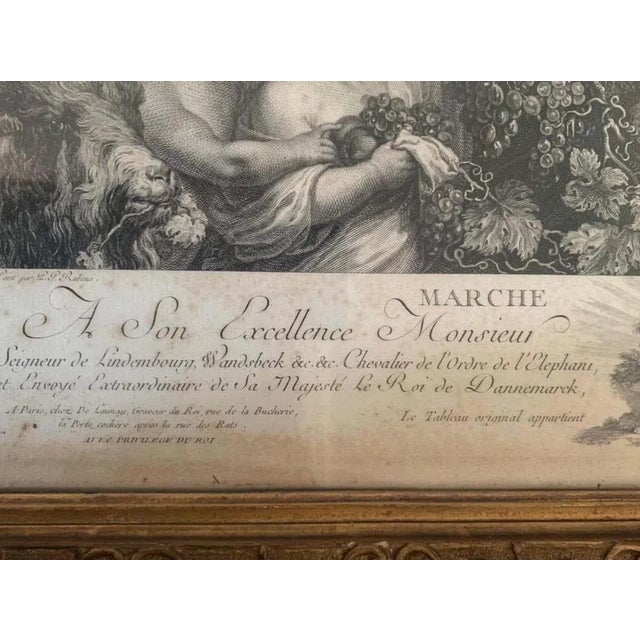 par P. P. Rubens.
MARCHE
A Son Excellence Monsieur
Seigneur de Lindembourg, Wandsbeck &c. &c. Chevalier de l'Ordre de l'Elephant,
et Envoyé Extraordinaire de Sa Majesté Le Roi de Dannemarck,
A Paris, chez De Launay, Graveur du Roi, rue de la Bucherie,
la Porte cochere apres la rue des Rats.
AVEC PRIVILEGE DU ROI.
Le Tableau original appartient